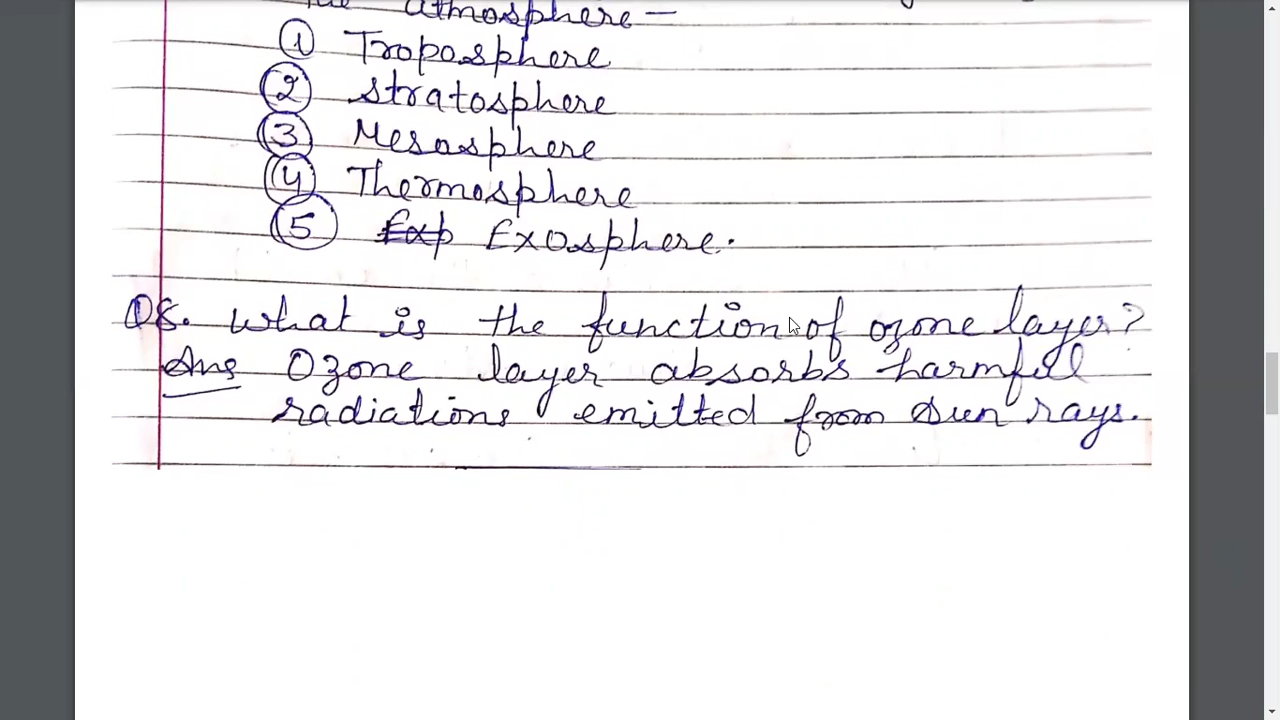 atmosphere –
① Troposphere
② Stratosphere
③ Mesosphere
④ Thermosphere
⑤ Exp Exosphere.
Q8. What is the function of ozone layer?
Ans Ozone layer absorbs harmful
radiations emitted from Sun rays.